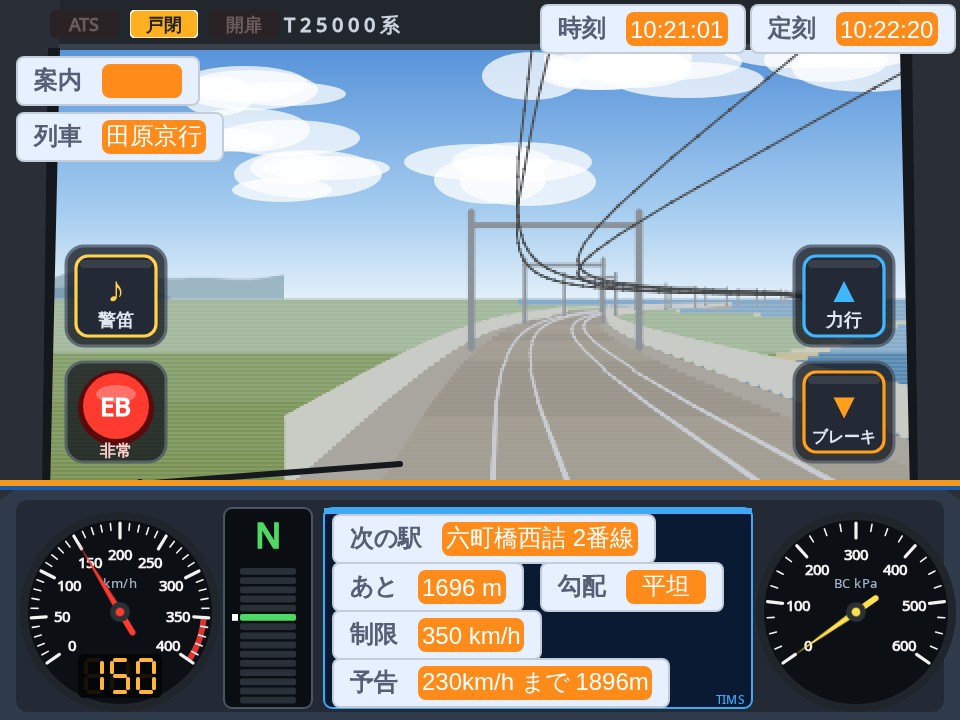 ATS 戸閉 開扉 T25000系
時刻 10:21:01 定刻 10:22:20
案内
列車 田原京行
♪
警笛
EB
非常
▲
力行
▼
ブレーキ
0 50 100 150 200 250 300 350 400
km/h
150
N
次の駅 六町橋西詰 2番線
あと 1696 m 勾配 平坦
制限 350 km/h
予告 230km/h まで 1896m
TIMS
0 100 200 300 400 500 600
BC kPa